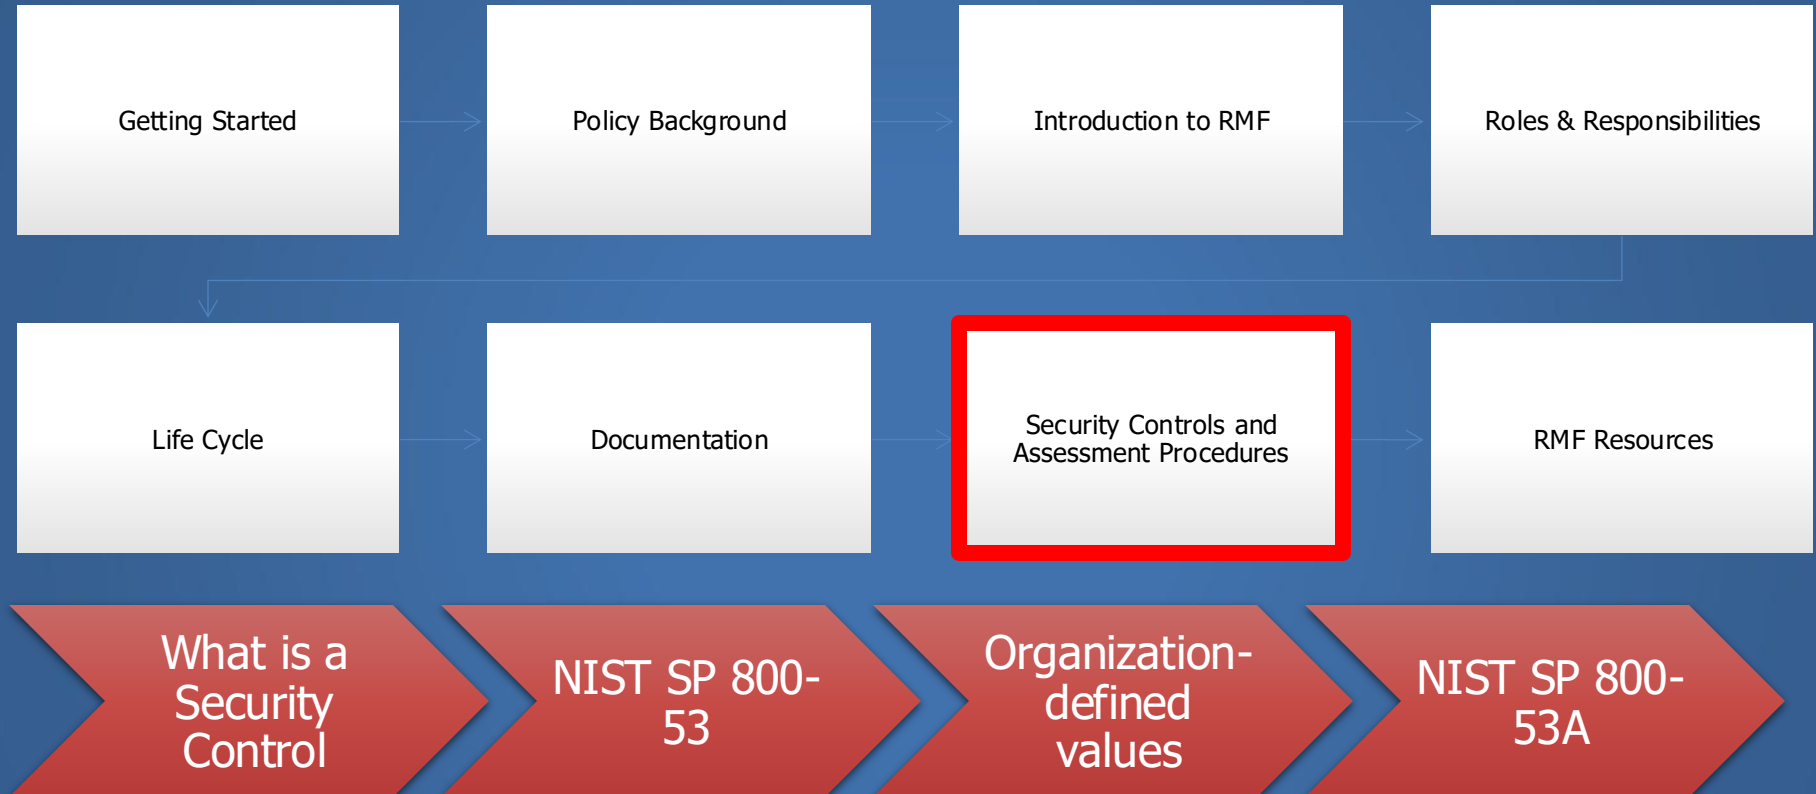 Getting Started
Policy Background
Introduction to RMF
Roles & Responsibilities
Life Cycle
Documentation
Security Controls and
Assessment Procedures
RMF Resources
What is a
Security
Control
NIST SP 800-
53
Organization-
defined
values
NIST SP 800-
53A